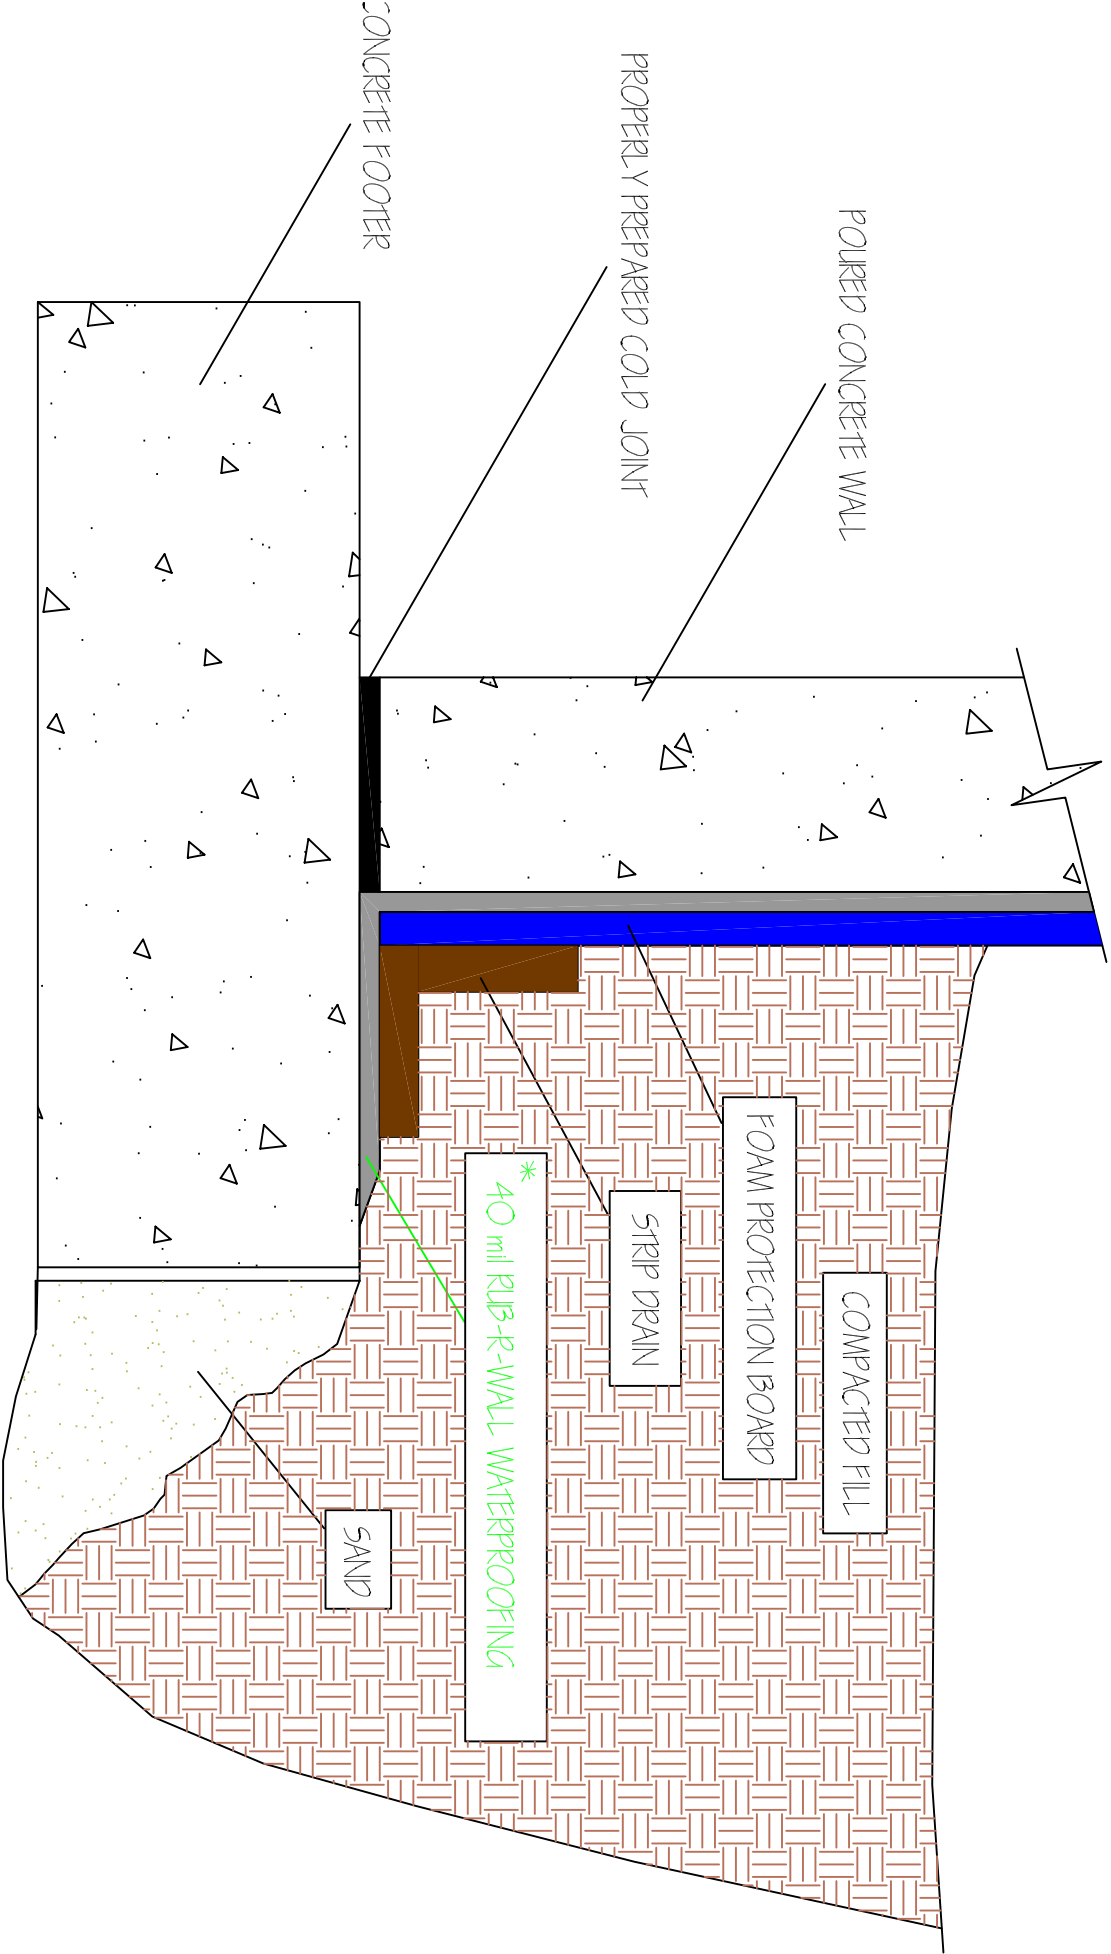 POURED CONCRETE WALL
PROPERLY PREPARED COLD JOINT
CONCRETE FOOTER
COMPACTED FILL
FOAM PROTECTION BOARD
STRIP DRAIN
* 40 mil RUB-R-WALL WATERPROOFING
SAND